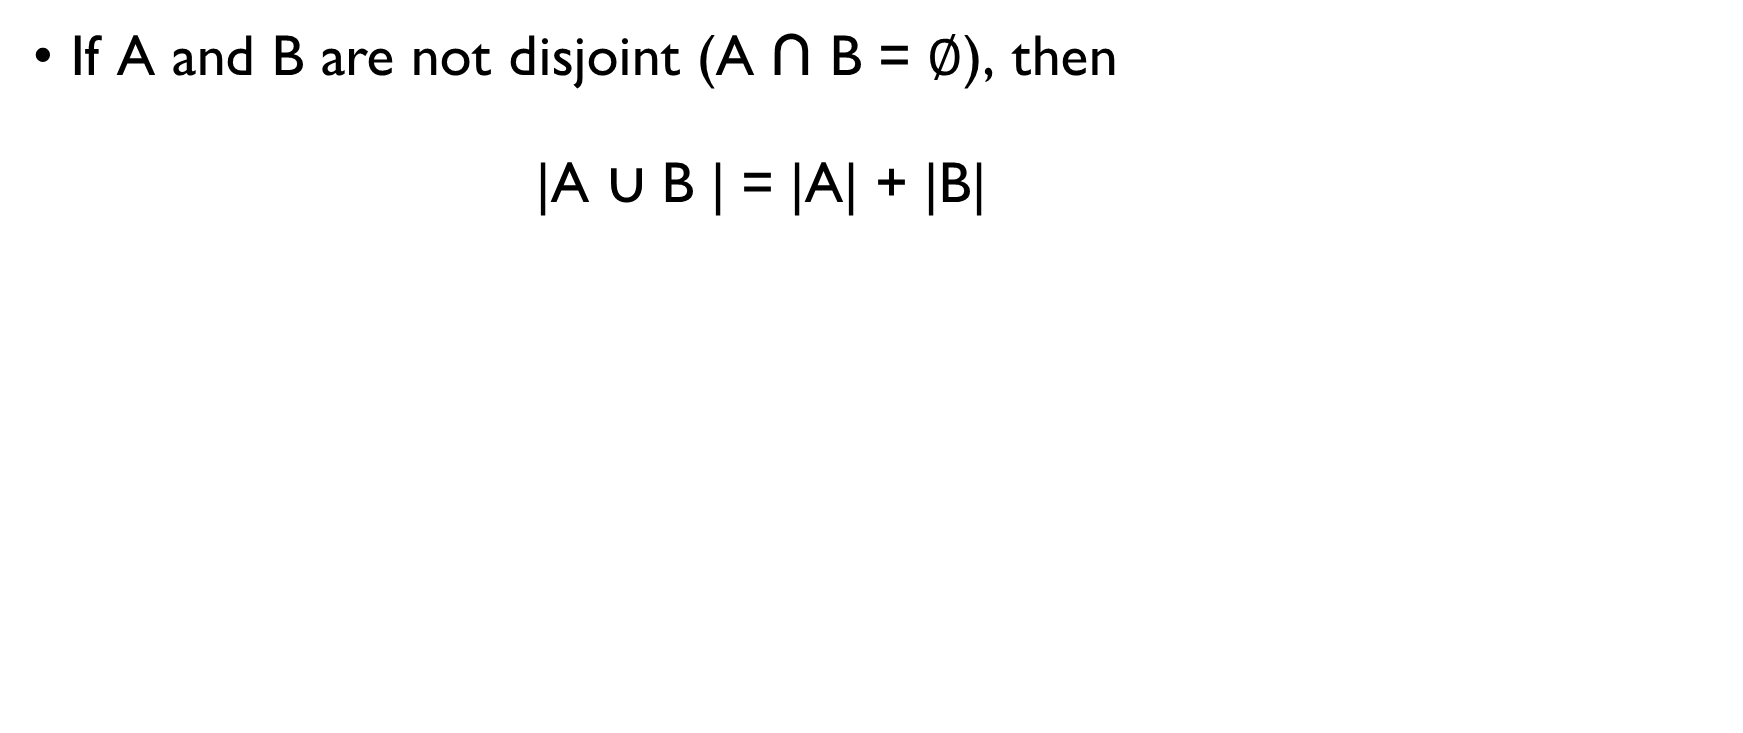 • If A and B are not disjoint (A ∩ B = ∅), then
|A ∪ B | = |A| + |B|